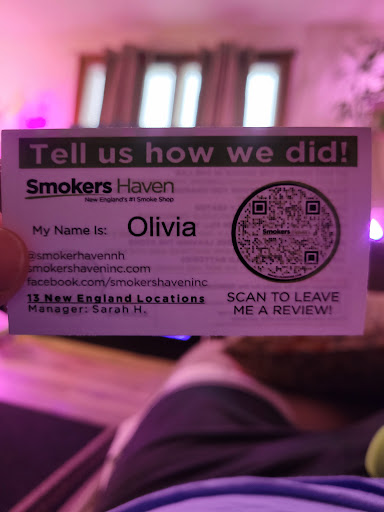 Tell us how we did!
Smokers Haven
New England's #1 Smoke Shop
My Name Is: Olivia
@smokerhavennh
smokershaveninc.com
facebook.com/smokershaveninc
13 New England Locations
Manager: Sarah H.
Smokers
SCAN TO LEAVE
ME A REVIEW!